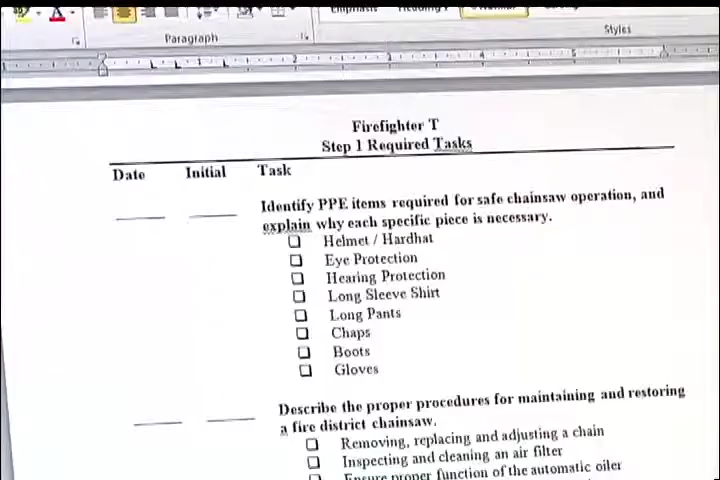 Emphasis
Paragraph
Styles
Firefighter T
Step 1 Required Tasks
Date Initial Task
Identify PPE items required for safe chainsaw operation, and
explain why each specific piece is necessary.
Helmet / Hardhat
Eye Protection
Hearing Protection
Long Sleeve Shirt
Long Pants
Chaps
Boots
Gloves
Describe the proper procedures for maintaining and restoring
a fire district chainsaw.
Removing, replacing and adjusting a chain
Inspecting and cleaning an air filter
Ensure proper function of the automatic oiler